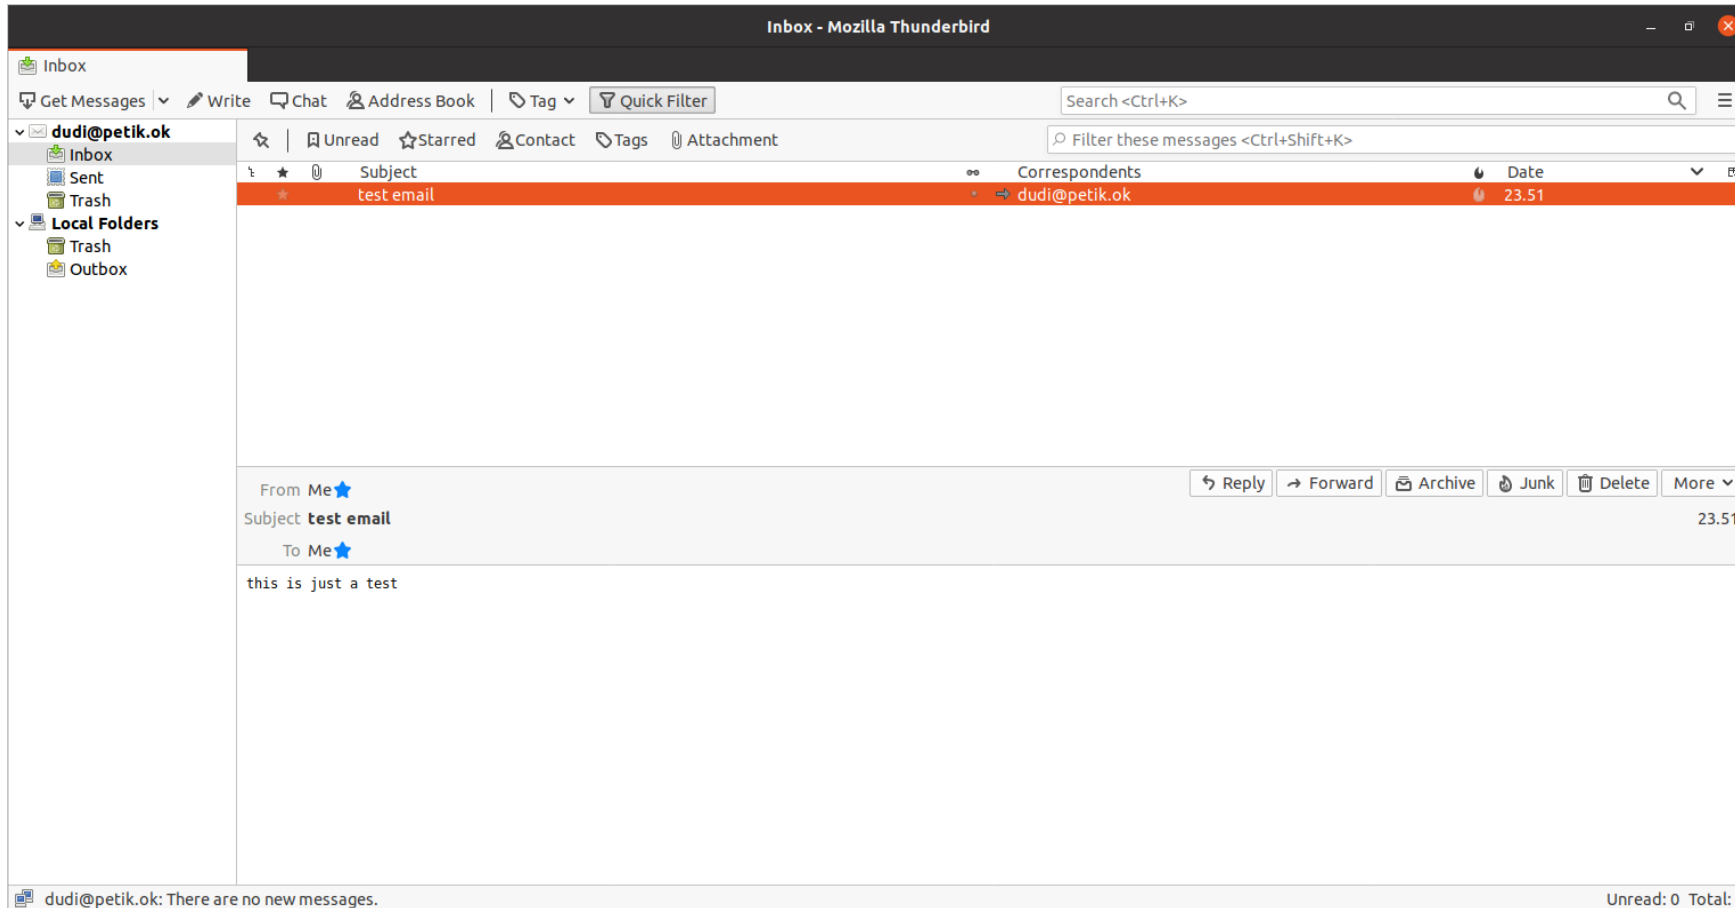 Inbox - Mozilla Thunderbird
Inbox
Get Messages Write Chat Address Book Tag Quick Filter Search <Ctrl+K>
dudi@petik.ok
Inbox
Sent
Trash
Local Folders
Trash
Outbox
Unread Starred Contact Tags Attachment Filter these messages <Ctrl+Shift+K>
Subject Correspondents Date
test email dudi@petik.ok 23.51
From Me Reply Forward Archive Junk Delete More
Subject test email 23.51
To Me
this is just a test
dudi@petik.ok: There are no new messages. Unread: 0 Total: